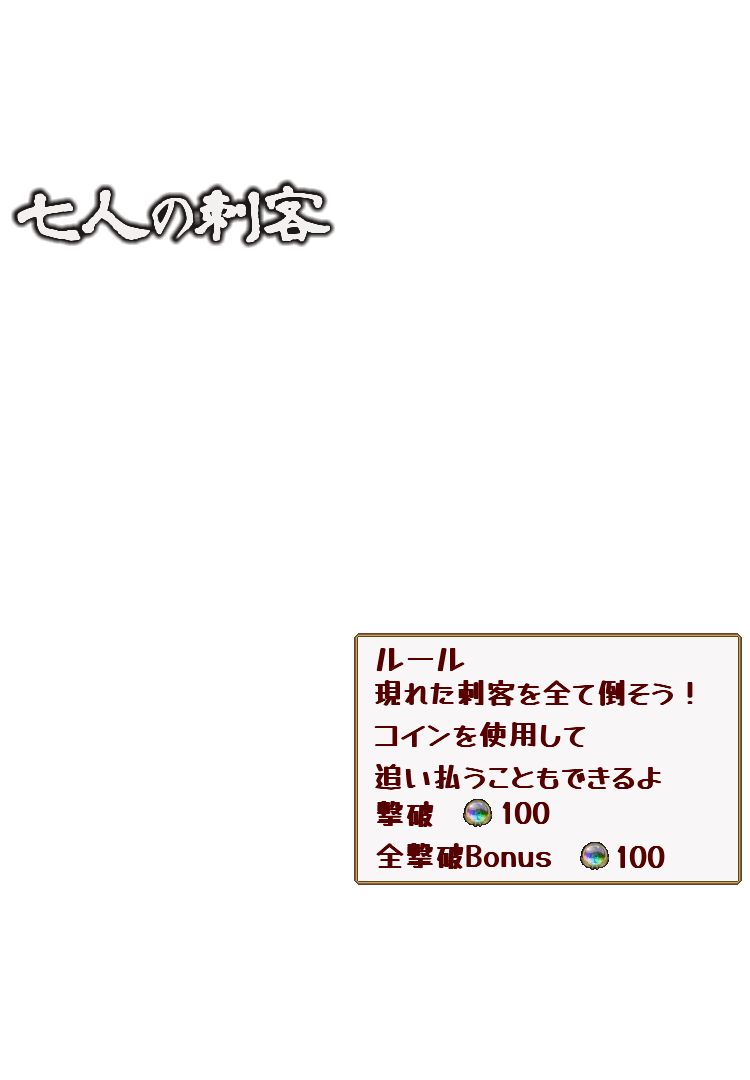 七人の刺客
ルール
現れた刺客を全て倒そう！
コインを使用して
追い払うこともできるよ
撃破 100
全撃破Bonus 100